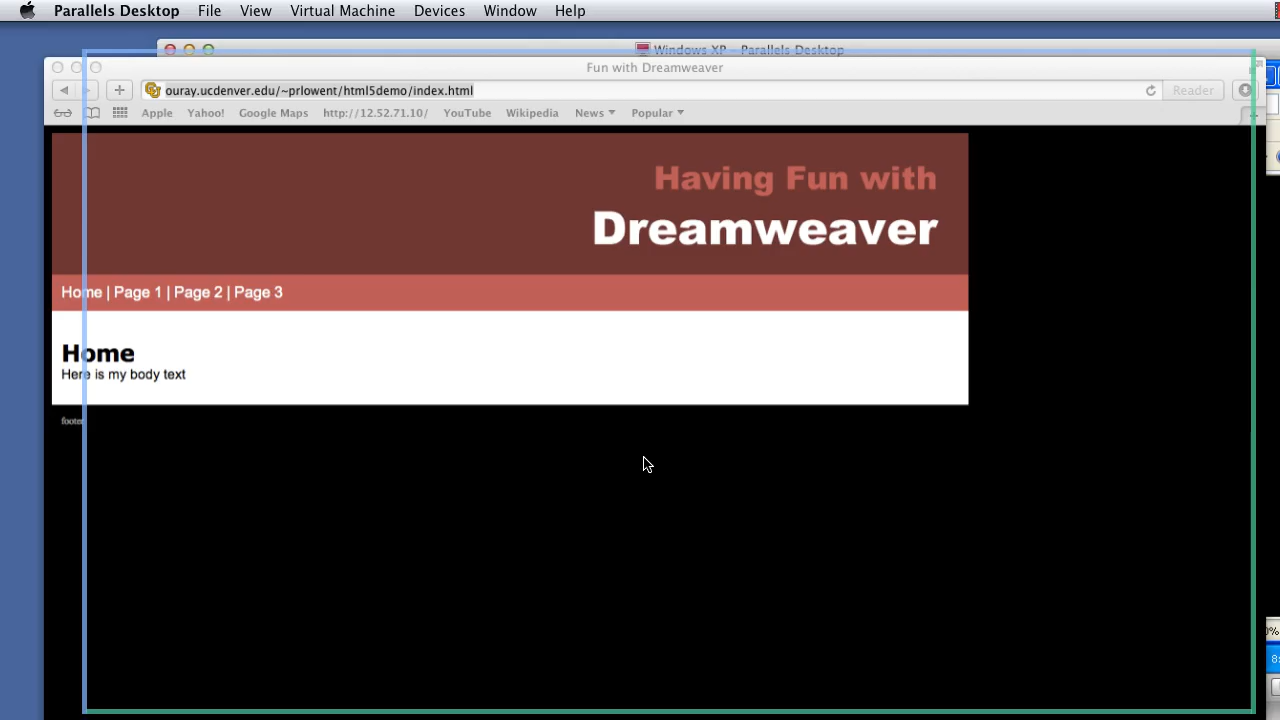 Parallels Desktop File View Virtual Machine Devices Window Help
Windows XP - Parallels Desktop
Fun with Dreamweaver
ouray.ucdenver.edu/~prlowent/html5demo/index.html
Reader
Apple Yahoo! Google Maps http://12.52.71.10/ YouTube Wikipedia News Popular
Having Fun with
Dreamweaver
Home | Page 1 | Page 2 | Page 3
Home
Here is my body text
footer